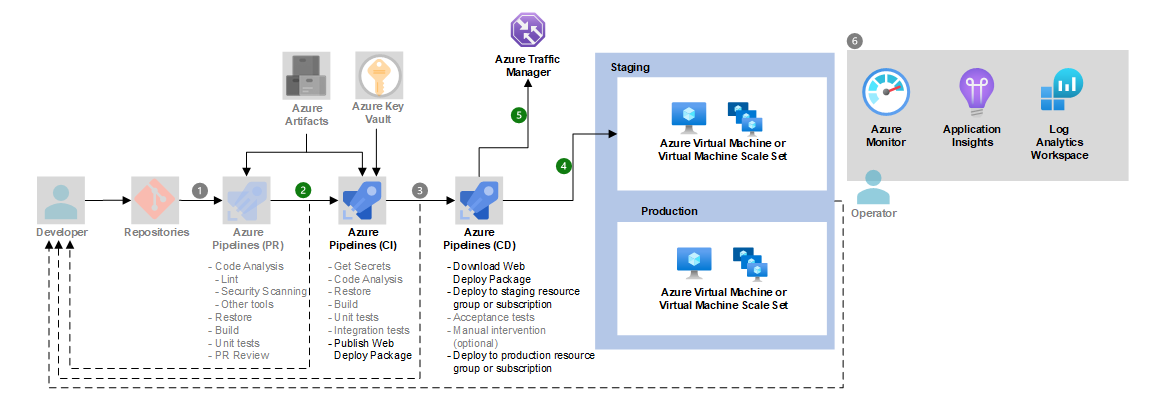 6
Azure Traffic
Manager
Staging
Azure
Artifacts
Azure Key
Vault
5
Azure
Monitor
Application
Insights
Log
Analytics
Workspace
Azure Virtual Machine or
Virtual Machine Scale Set
4
1
2
3
Developer
Repositories
Azure
Pipelines (PR)
Azure
Pipelines (CI)
Azure
Pipelines (CD)
Production
Operator
- Code Analysis
- Lint
- Security Scanning
- Other tools
- Restore
- Build
- Unit tests
- PR Review
- Get Secrets
- Code Analysis
- Restore
- Build
- Unit tests
- Integration tests
- Publish Web
Deploy Package
- Download Web
Deploy Package
- Deploy to staging resource
group or subscription
- Acceptance tests
- Manual intervention
(optional)
- Deploy to production resource
group or subscription
Azure Virtual Machine or
Virtual Machine Scale Set